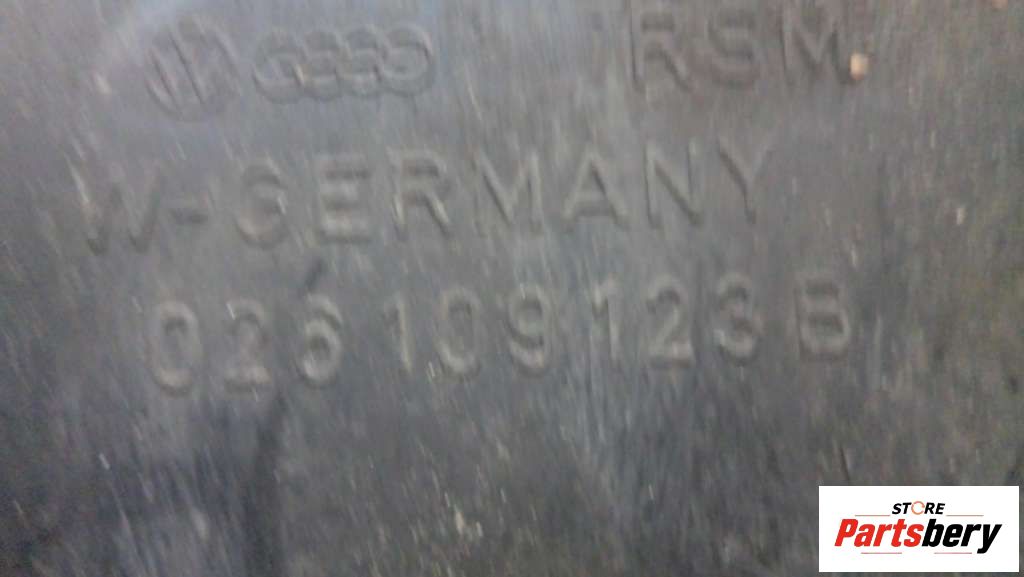 RSM
W-GERMANY
026 109 123 B
STORE
Partsbery